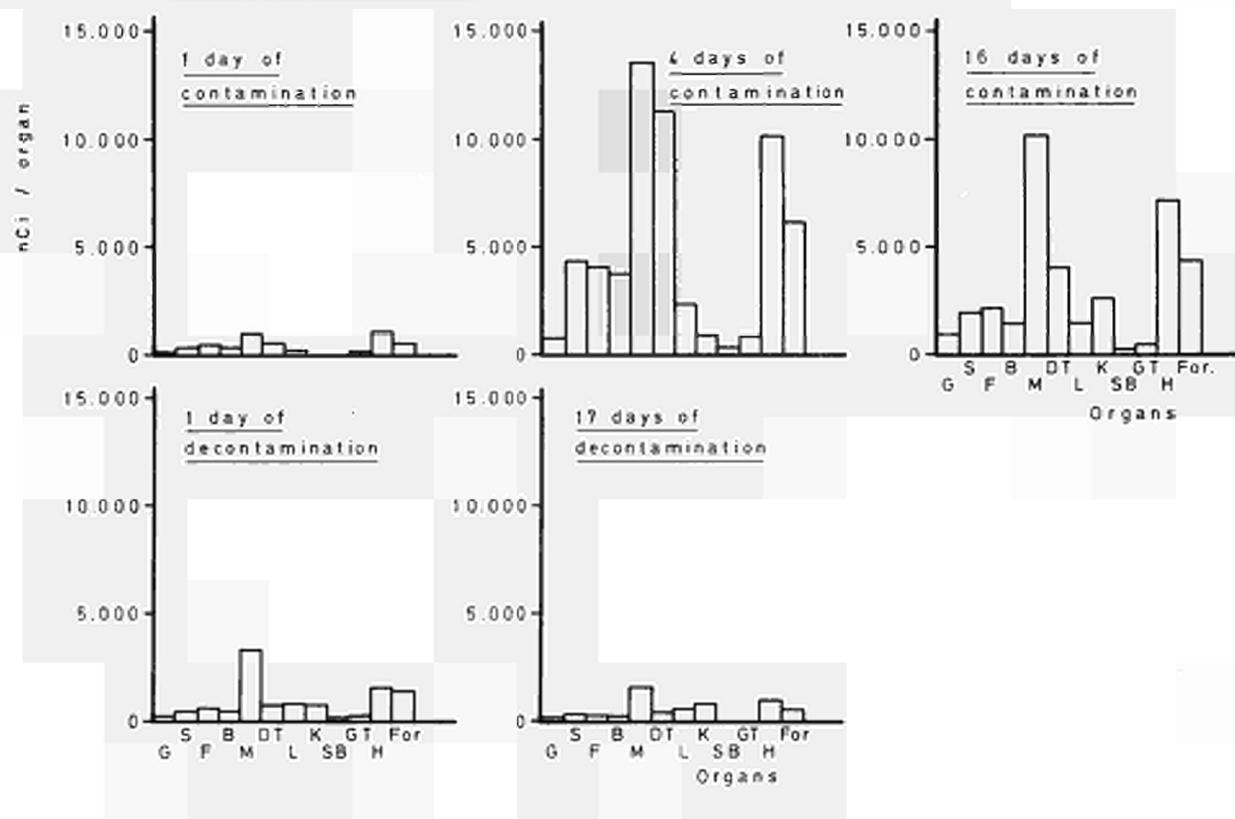 nCi / organ
15.000
10.000
5.000
0
1 day of
contamination
15.000
10.000
5.000
0
4 days of
contamination
15.000
10.000
5.000
0
16 days of
contamination
S B DT K GT For.
G F M L SB H
Organs
15.000
10.000
5.000
0
1 day of
decontamination
S B DT K GT For
G F M L SB H
15.000
10.000
5.000
0
17 days of
decontamination
S B DT K GT For
G F M L SB H
Organs